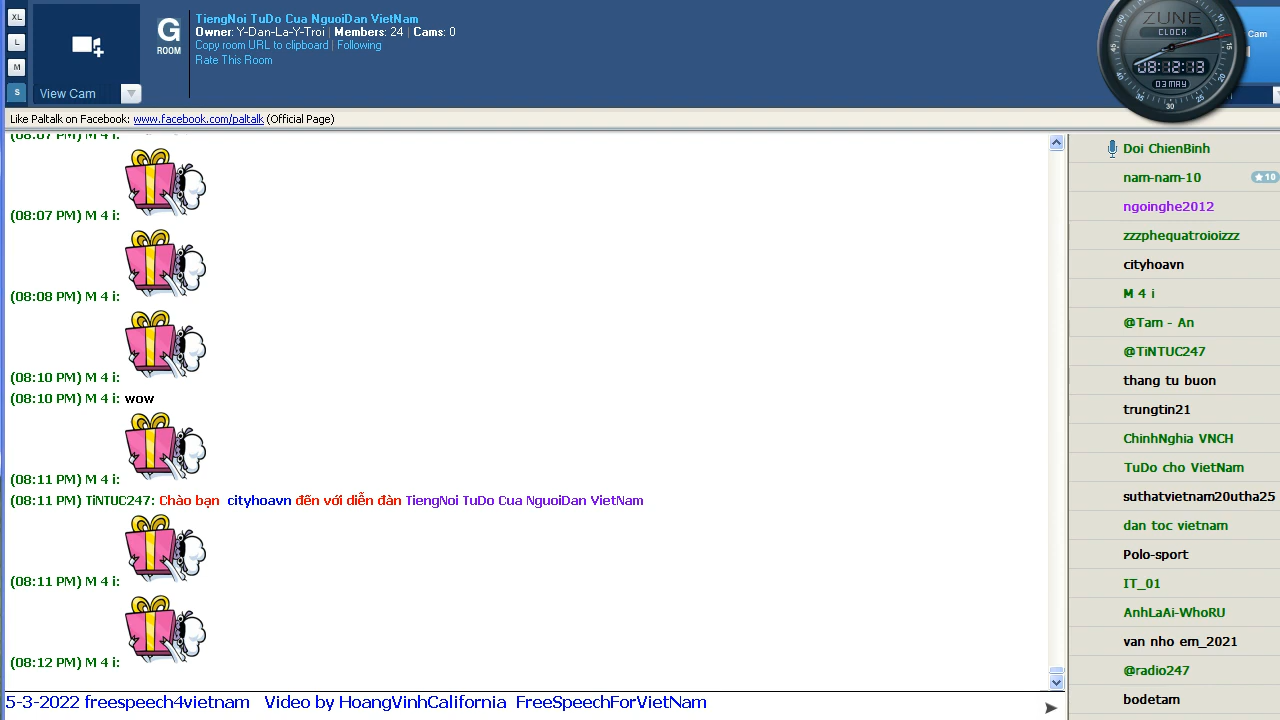 XL
L
M
S
View Cam
G
ROOM
TiengNoi TuDo Cua NguoiDan VietNam
Owner: Y-Dan-La-Y-Troi | Members: 24 | Cams: 0
Copy room URL to clipboard | Following
Rate This Room
ZUNE
CLOCK
08:12:13
03 MAY
Cam
Like Paltalk on Facebook: www.facebook.com/paltalk (Official Page)
(08:07 PM) M 4 i:
(08:07 PM) M 4 i:
(08:08 PM) M 4 i:
(08:10 PM) M 4 i:
(08:10 PM) M 4 i: wow
(08:11 PM) M 4 i:
(08:11 PM) TiNTUC247: Chào bạn cityhoavn đến với diễn đàn TiengNoi TuDo Cua NguoiDan VietNam
(08:11 PM) M 4 i:
(08:12 PM) M 4 i:
Doi ChienBinh
nam-nam-10
10
ngoinghe2012
zzzphequatroioizzz
cityhoavn
M 4 i
@Tam - An
@TiNTUC247
thang tu buon
trungtin21
ChinhNghia VNCH
TuDo cho VietNam
suthatvietnam20utha25
dan toc vietnam
Polo-sport
IT_01
AnhLaAi-WhoRU
van nho em_2021
@radio247
bodetam
5-3-2022 freespeech4vietnam Video by HoangVinhCalifornia FreeSpeechForVietNam